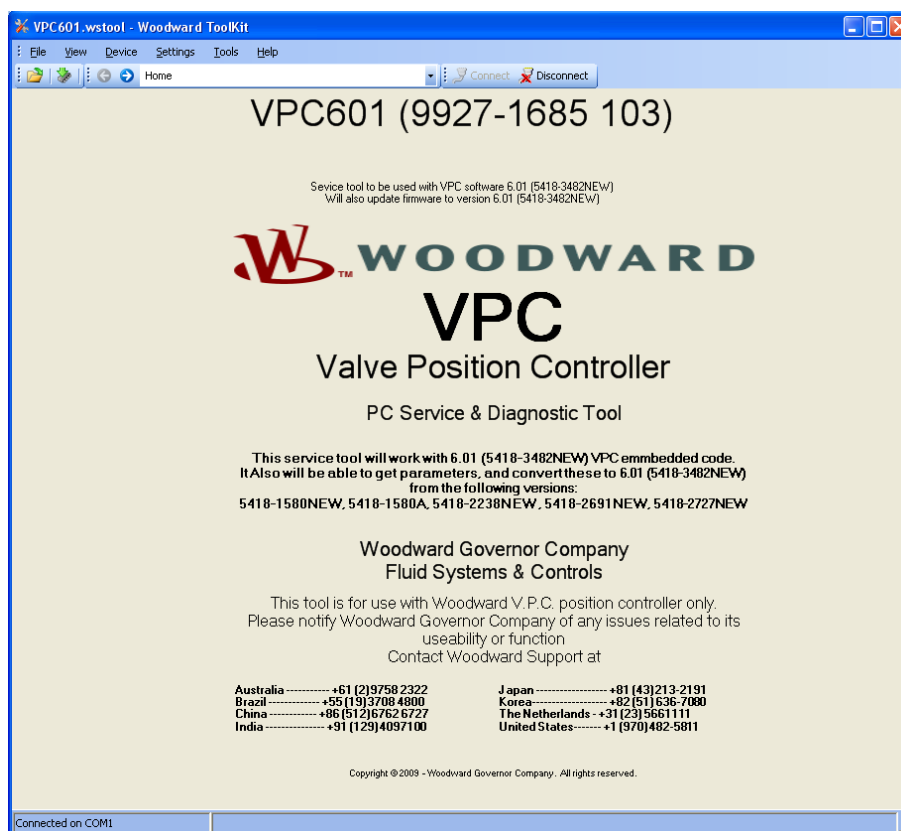 VPC601.wstool - Woodward ToolKit
File View Device Settings Tools Help
Home Connect Disconnect
VPC601 (9927-1685 103)
Sevice tool to be used with VPC software 6.01 (5418-3482NEW)
Will also update firmware to version 6.01 (5418-3482NEW)
WOODWARD
TM
VPC
Valve Position Controller
PC Service & Diagnostic Tool
This service tool will work with 6.01 (5418-3482NEW) VPC emmbedded code.
It Also will be able to get parameters, and convert these to 6.01 (5418-3482NEW)
from the following versions:
5418-1580NEW, 5418-1580A, 5418-2238NEW, 5418-2691NEW, 5418-2727NEW
Woodward Governor Company
Fluid Systems & Controls
This tool is for use with Woodward V.P.C. position controller only.
Please notify Woodward Governor Company of any issues related to its
useability or function
Contact Woodward Support at
Australia ----------- +61 (2)9758 2322
Brazil ------------- +55 (19)3708 4800
China ------------ +86 (512)6762 6727
India --------------- +91 (129)4097100
Japan ------------------ +81 (43)213-2191
Korea------------------- +82(51)636-7080
The Netherlands - +31 (23)5661111
United States------- +1 (970)482-5811
Copyright © 2009 - Woodward Governor Company. All rights reserved.
Connected on COM1